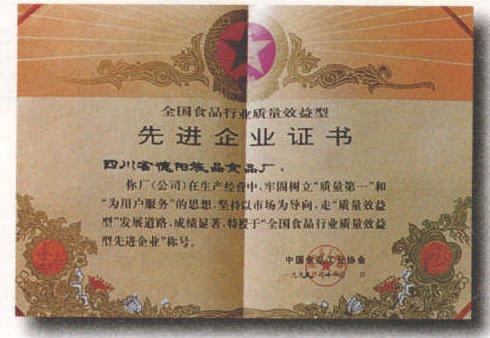 全国食品行业质量效益型
先进企业证书
四川省德阳族品食品厂：
你厂（公司）在生产经营中，牢固树立“质量第一”和
“为用户服务”的思想，坚持以市场为导向，走“质量效益
型”发展道路，成绩显著，特授于“全国食品行业质量效益
型先进企业”称号。
中国食品工业协会